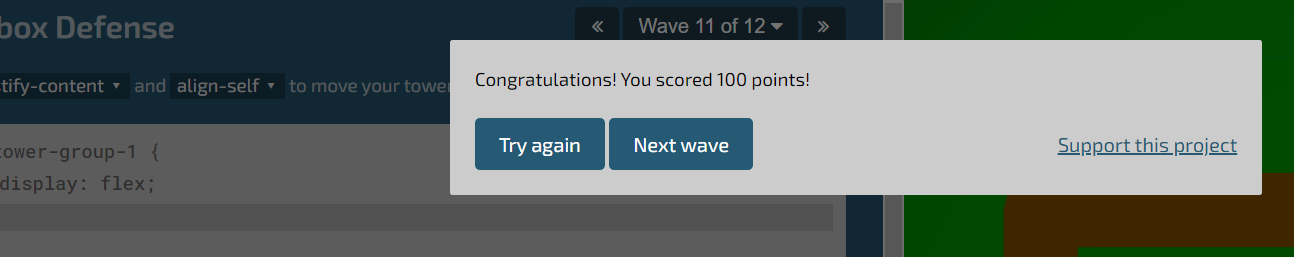 box Defense
« Wave 11 of 12 »
Congratulations! You scored 100 points!
tify-content and align-self to move your tower
Try again Next wave Support this project
tower-group-1 {
display: flex;